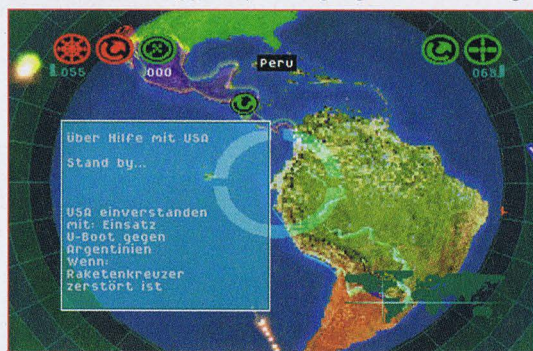 055
000
Peru
068
über Hilfe mit USA
Stand by...
USA einverstanden
mit: Einsatz
U-Boot gegen
Argentinien
Wenn:
Raketenkreuzer
zerstört ist